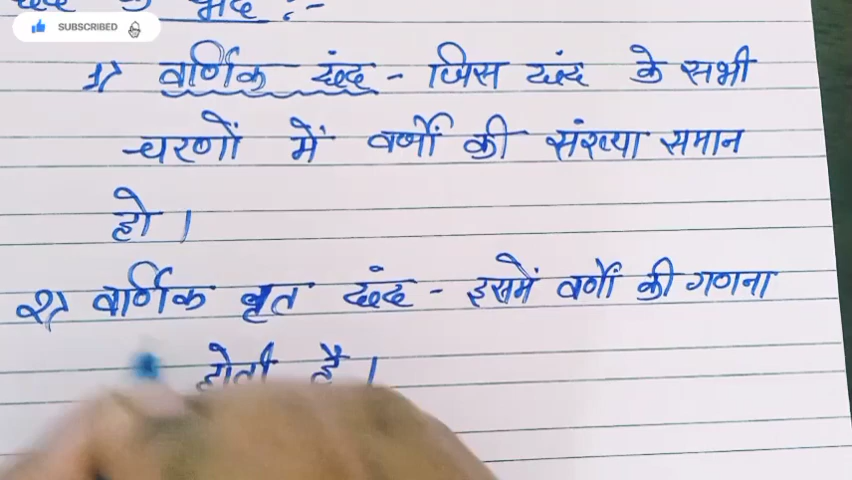 के भेद :-
SUBSCRIBED
1) वर्णिक छंद - जिस छंद के सभी
चरणों में वर्णों की संख्या समान
हो ।
2) वर्णिक वृत छंद - इसमें वर्णों की गणना
होती है ।